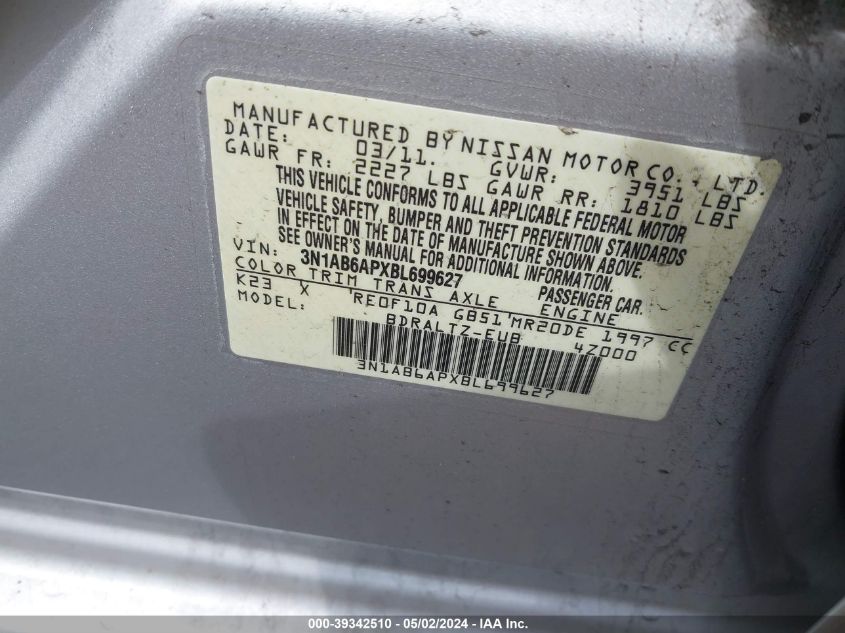 MANUFACTURED BY NISSAN MOTOR CO., LTD.
DATE: 03/11. GVWR: 3951 LBS
GAWR FR: 2227 LBS GAWR RR: 1810 LBS
THIS VEHICLE CONFORMS TO ALL APPLICABLE FEDERAL MOTOR
VEHICLE SAFETY, BUMPER AND THEFT PREVENTION STANDARDS
IN EFFECT ON THE DATE OF MANUFACTURE SHOWN ABOVE.
SEE OWNER'S MANUAL FOR ADDITIONAL INFORMATION.
VIN: 3N1AB6APXBL699627 PASSENGER CAR.
COLOR TRIM TRANS AXLE ENGINE
K23 X 'RE0F10A GB51'MR20DE 1997 CC
MODEL: BDRALTZ-EUB 4Z000
3N1AB6APXBL699627
000-39342510 - 05/02/2024 - IAA Inc.